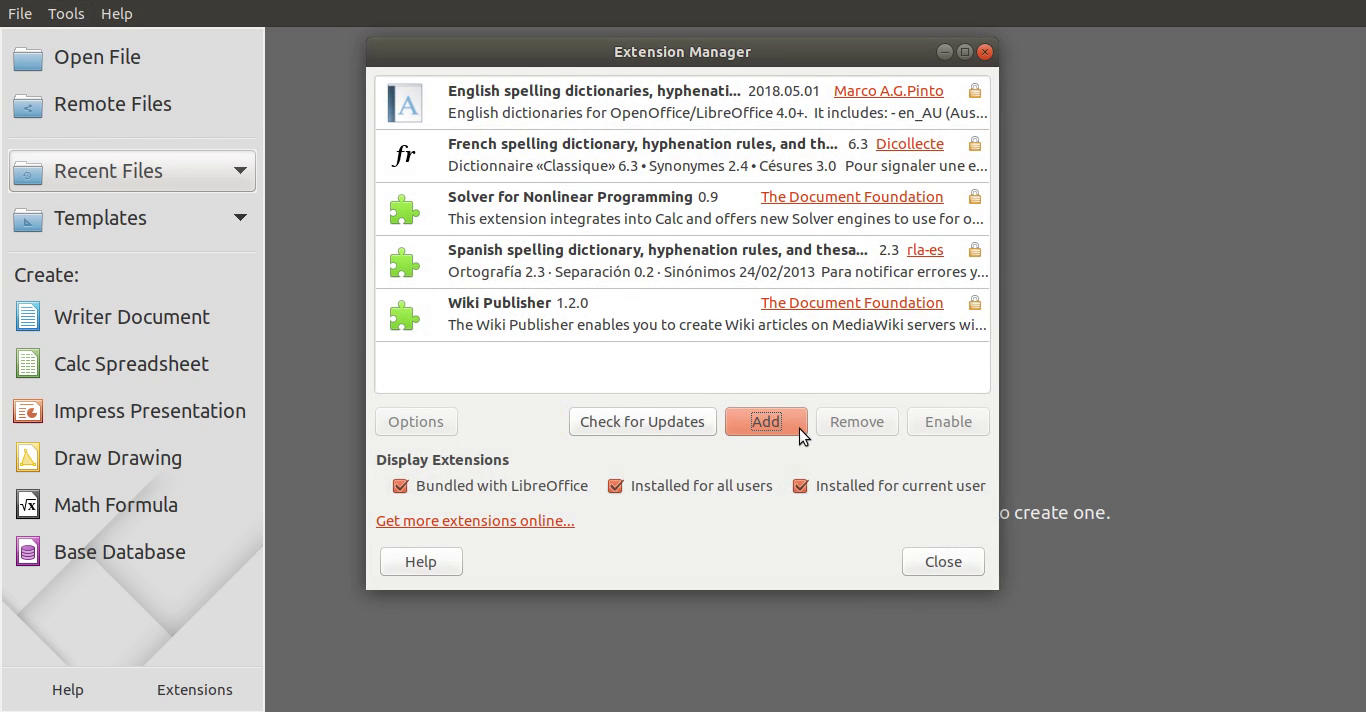 File Tools Help
Open File
Remote Files
Recent Files
Templates
Create:
Writer Document
Calc Spreadsheet
Impress Presentation
Draw Drawing
Math Formula
Base Database
Help Extensions
Extension Manager
English spelling dictionaries, hyphenati... 2018.05.01 Marco A.G.Pinto
English dictionaries for OpenOffice/LibreOffice 4.0+. It includes: - en_AU (Aus...
fr
French spelling dictionary, hyphenation rules, and th... 6.3 Dicollecte
Dictionnaire «Classique» 6.3 • Synonymes 2.4 • Césures 3.0 Pour signaler une e...
Solver for Nonlinear Programming 0.9 The Document Foundation
This extension integrates into Calc and offers new Solver engines to use for o...
Spanish spelling dictionary, hyphenation rules, and thesa... 2.3 rla-es
Ortografía 2.3 · Separación 0.2 · Sinónimos 24/02/2013 Para notificar errores y...
Wiki Publisher 1.2.0 The Document Foundation
The Wiki Publisher enables you to create Wiki articles on MediaWiki servers wi...
Options Check for Updates Add Remove Enable
Display Extensions
Bundled with LibreOffice Installed for all users Installed for current user
Get more extensions online...
Help Close
o create one.